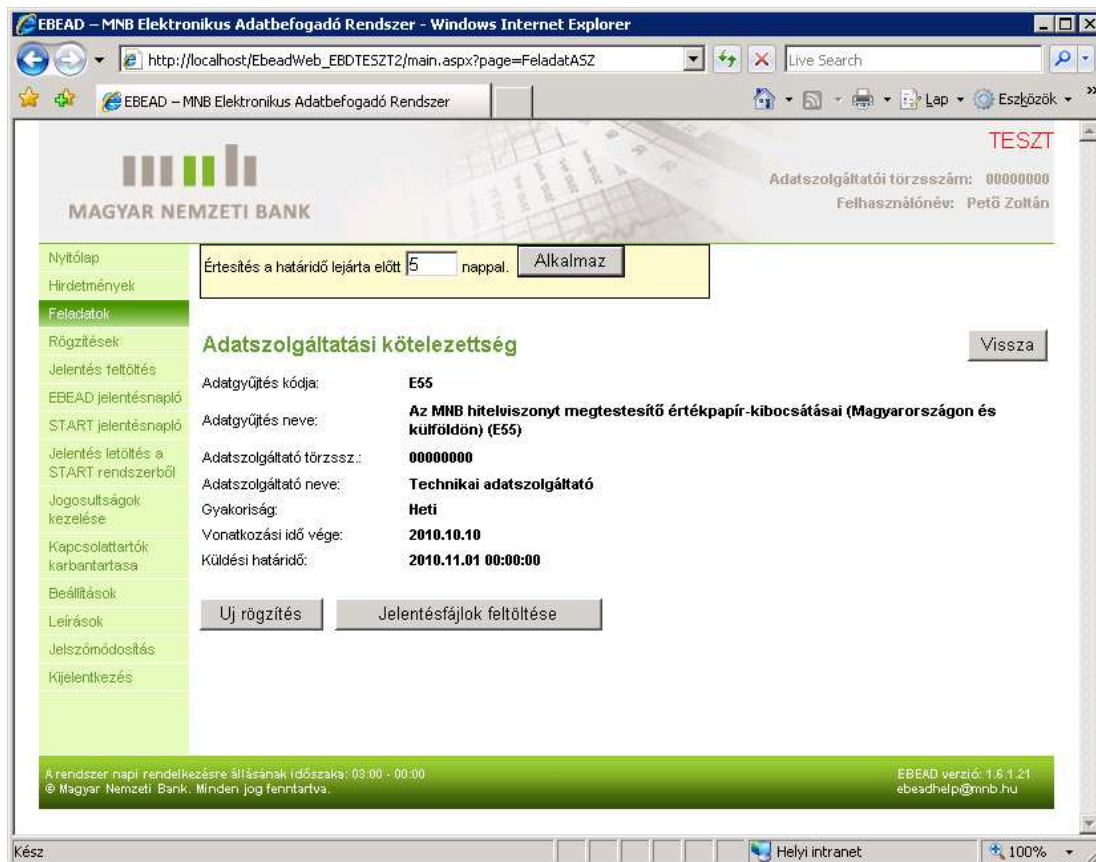 EBEAD – MNB Elektronikus Adatbefogadó Rendszer - Windows Internet Explorer
http://localhost/EbeadWeb_EBDTESZT2/main.aspx?page=FeladatASZ
Live Search
EBEAD – MNB Elektronikus Adatbefogadó Rendszer
Lap
Eszközök
»
TESZT
MAGYAR NEMZETI BANK
Adatszolgáltatói törzsszám: 00000000
Felhasználónév: Pető Zoltán
Nyitólap
Hirdetmények
Feladatok
Rögzítések
Jelentés feltöltés
EBEAD jelentésnapló
START jelentésnapló
Jelentés letöltés a
START rendszerből
Jogosultságok
kezelése
Kapcsolattartók
karbantartasa
Beállítások
Leírások
Jelszómódosítás
Kijelentkezés
Értesítés a határidő lejárta előtt 5 nappal. Alkalmaz
Adatszolgáltatási kötelezettség
Vissza
Adatgyűjtés kódja: E55
Adatgyűjtés neve: Az MNB hitelviszonyt megtestesítő értékpapír-kibocsátásai (Magyarországon és
külföldön) (E55)
Adatszolgáltató törzssz.: 00000000
Adatszolgáltató neve: Technikai adatszolgáltató
Gyakoriság: Heti
Vonatkozási idő vége: 2010.10.10
Küldési határidő: 2010.11.01 00:00:00
Uj rögzítés
Jelentésfájlok feltöltése
A rendszer napi rendelkezésre állásának időszaka: 03:00 - 00:00
© Magyar Nemzeti Bank. Minden jog fenntartva.
EBEAD verzió: 1.6.1.21
ebeadhelp@mnb.hu
Kész
Helyi intranet
100%